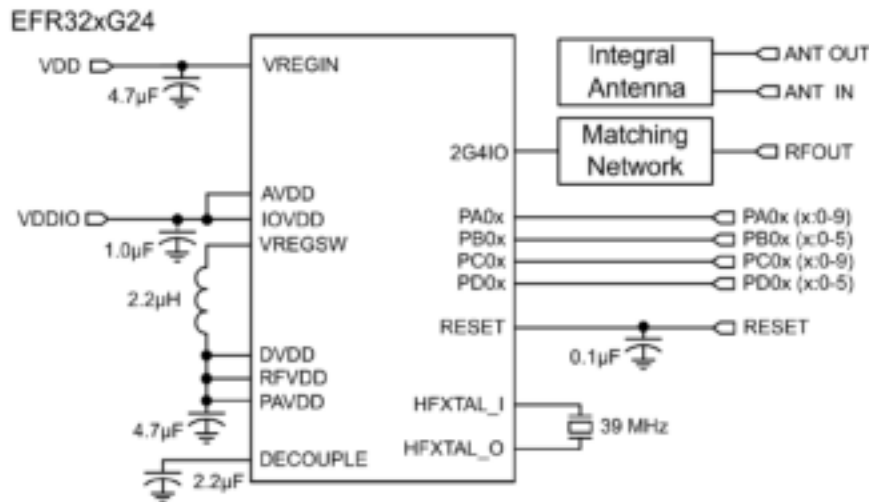 EFR32xG24
VDD
4.7µF
VREGIN
Integral
Antenna
ANT OUT
ANT IN
2G4IO
Matching
Network
RFOUT
AVDD
VDDIO
IOVDD
1.0µF
VREGSW
2.2µH
PA0x
PA0x (x:0-9)
PB0x
PB0x (x:0-5)
PC0x
PC0x (x:0-9)
PD0x
PD0x (x:0-5)
RESET
RESET
0.1µF
DVDD
RFVDD
PAVDD
4.7µF
HFXTAL_I
39 MHz
HFXTAL_O
DECOUPLE
2.2µF